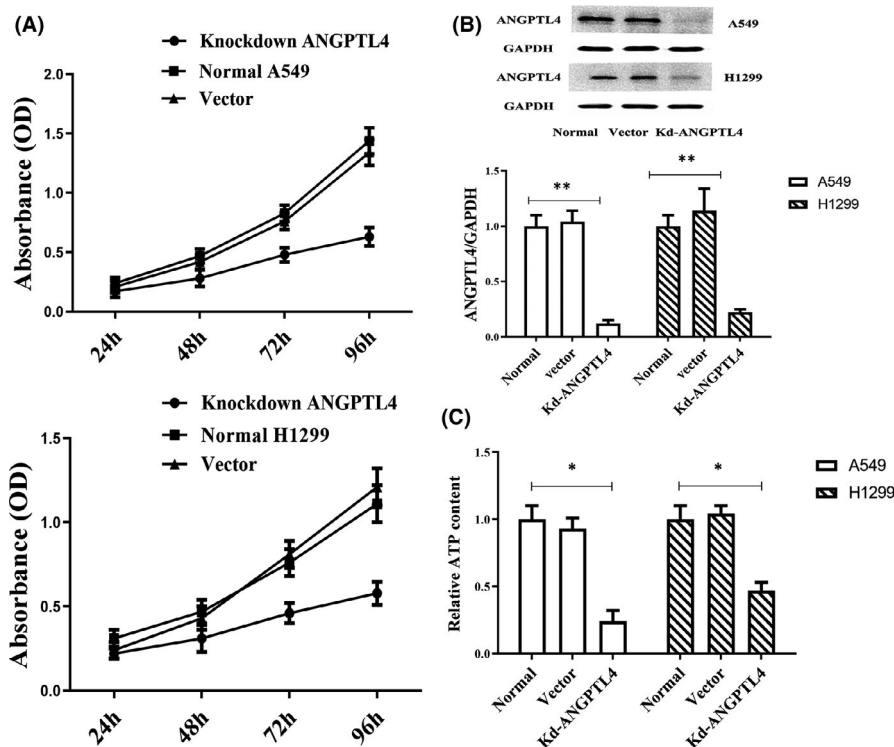 (A)
Knockdown ANGPTL4
Normal A549
Vector
Absorbance (OD)
2.0
1.5
1.0
0.5
0.0
24h 48h 72h 96h
Knockdown ANGPTL4
Normal H1299
Vector
Absorbance (OD)
1.5
1.0
0.5
0.0
24h 48h 72h 96h
(B)
ANGPTL4 A549
GAPDH
ANGPTL4 H1299
GAPDH
Normal Vector Kd-ANGPTL4
** **
A549
H1299
ANGPTL4/GAPDH
1.5
1.0
0.5
0.0
Normal vector Kd-ANGPTL4 Normal vector Kd-ANGPTL4
(C)
A549
H1299
* *
Relative ATP content
1.5
1.0
0.5
0.0
Normal Vector Kd-ANGPTL4 Normal Vector Kd-ANGPTL4